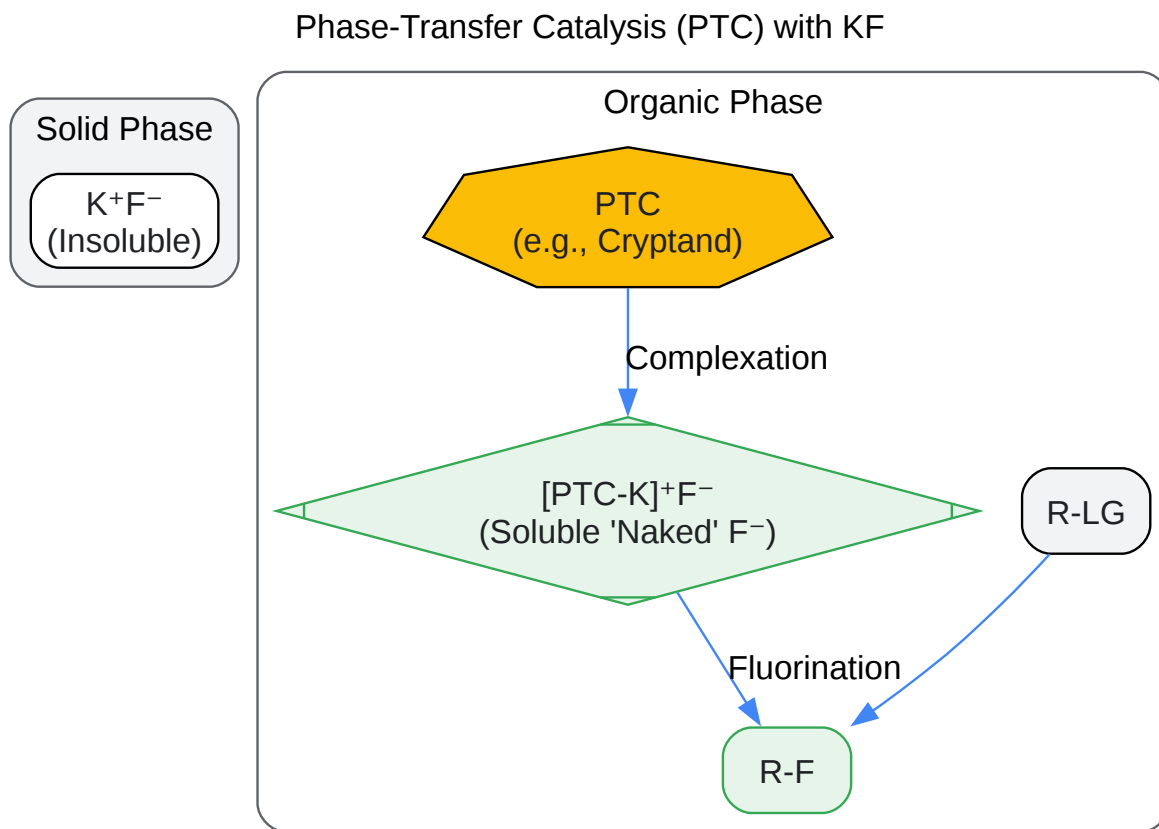 Phase-Transfer Catalysis (PTC) with KF
Solid Phase
K⁺F⁻
(Insoluble)
Organic Phase
PTC
(e.g., Cryptand)
Complexation
[PTC-K]⁺F⁻
(Soluble 'Naked' F⁻)
R-LG
Fluorination
R-F